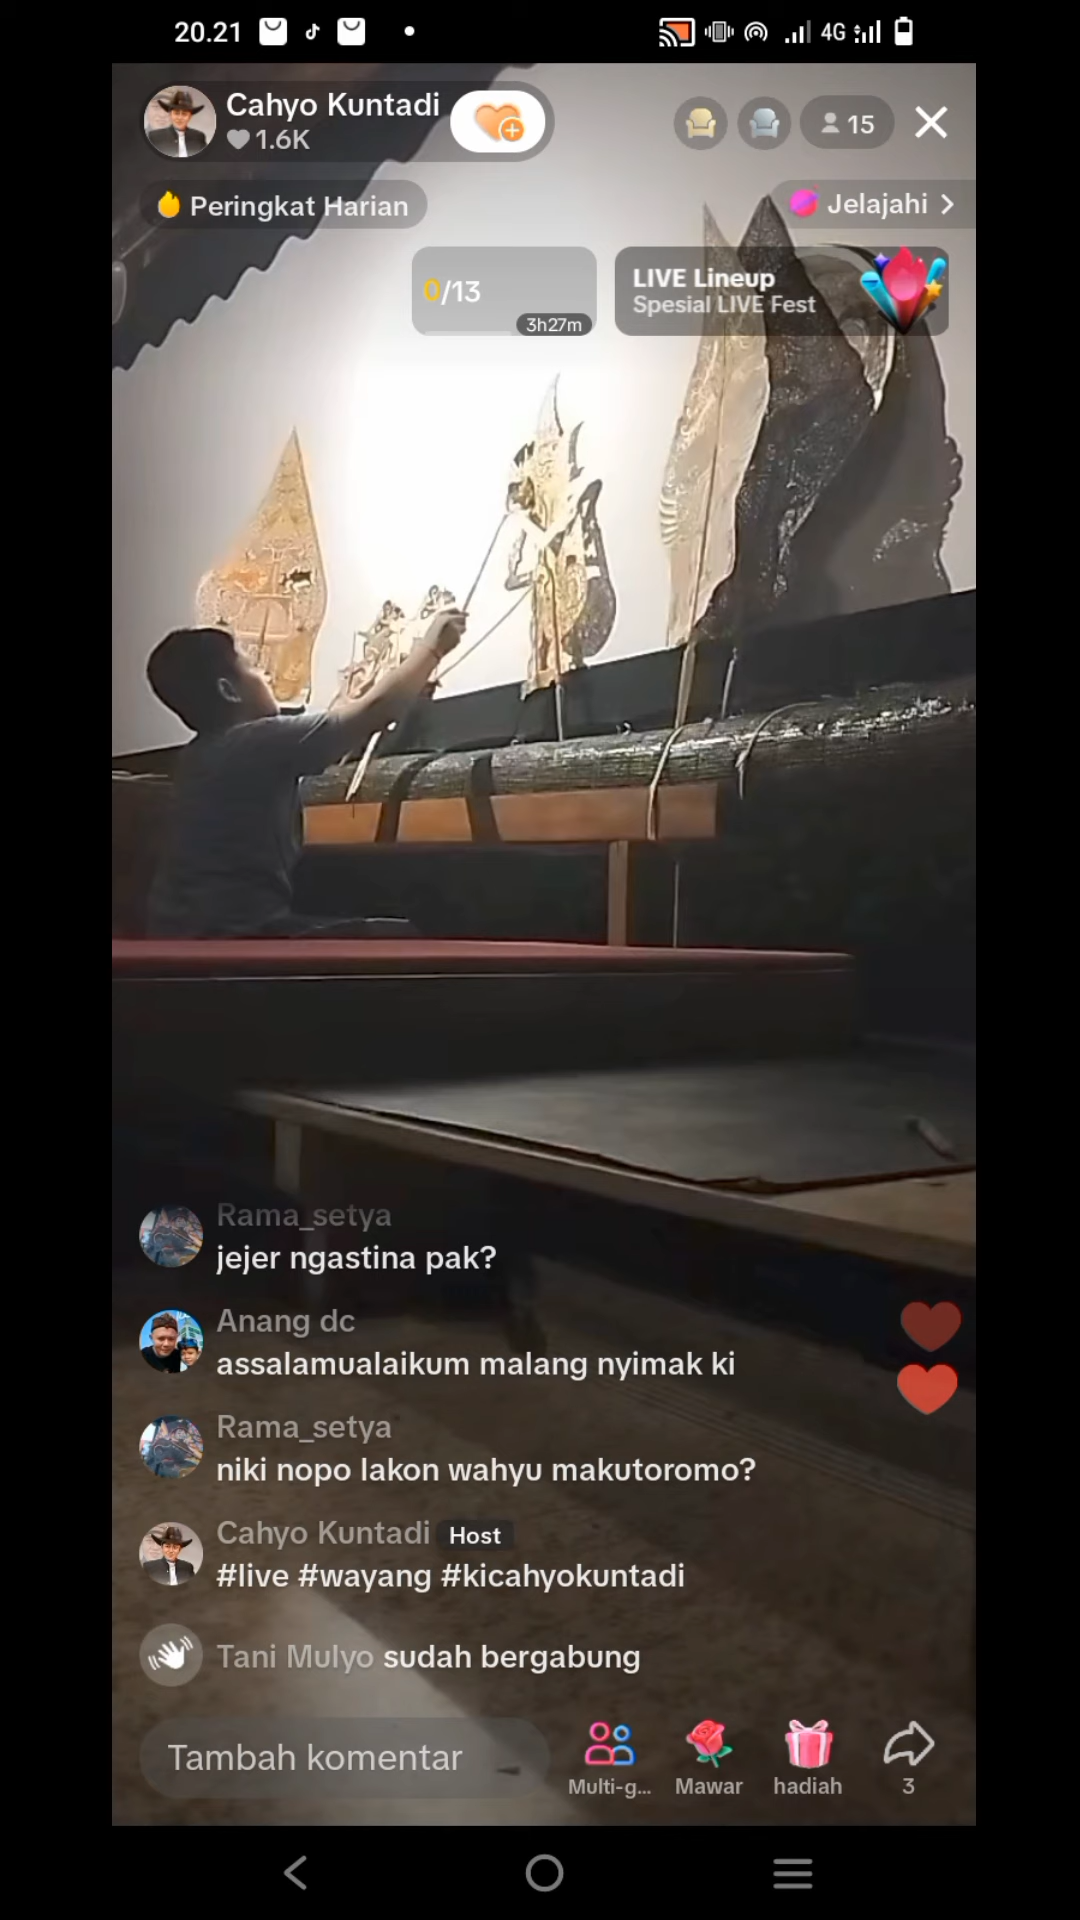 20.21
4G
Cahyo Kuntadi
1.6K
15
Peringkat Harian
Jelajahi
0/13
3h27m
LIVE Lineup
Spesial LIVE Fest
Rama_setya
jejer ngastina pak?
Anang dc
assalamualaikum malang nyimak ki
Rama_setya
niki nopo lakon wahyu makutoromo?
Cahyo Kuntadi Host
#live #wayang #kicahyokuntadi
Tani Mulyo sudah bergabung
Tambah komentar
Multi-g...
Mawar
hadiah
3